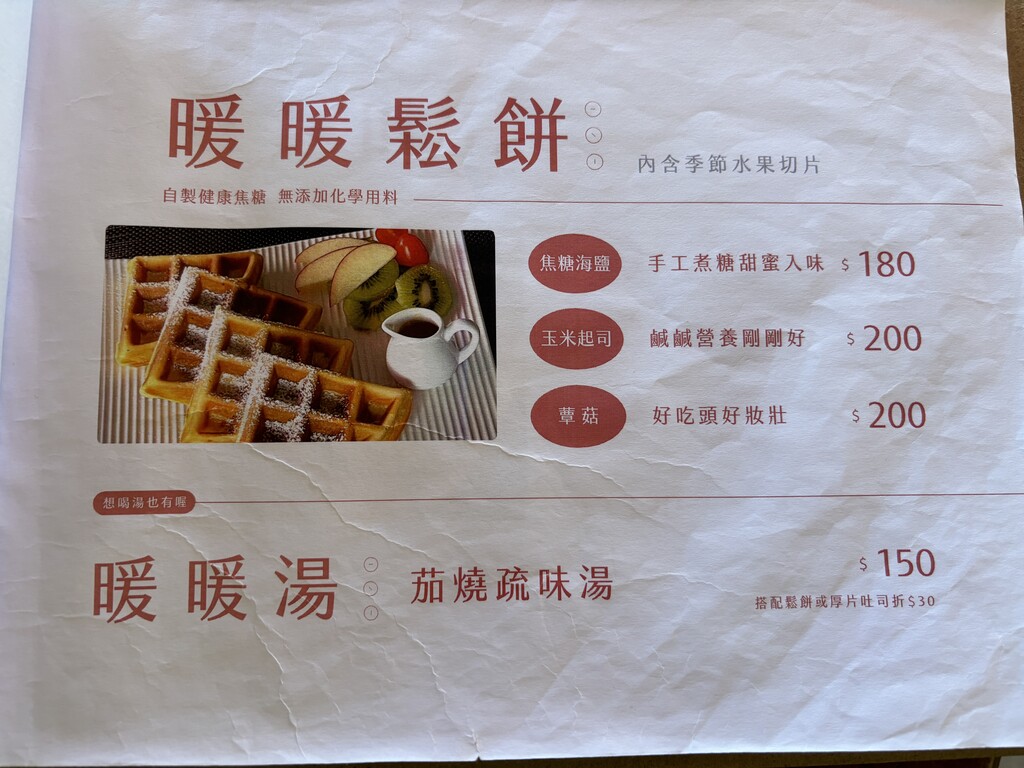 暖暖鬆餅
內含季節水果切片
自製健康焦糖 無添加化學用料
焦糖海鹽 手工煮糖甜蜜入味 $180
玉米起司 鹹鹹營養剛剛好 $200
蕈菇 好吃頭好妝壯 $200
想喝湯也有喔
暖暖湯 茄燒疏味湯 $150
搭配鬆餅或厚片吐司折$30